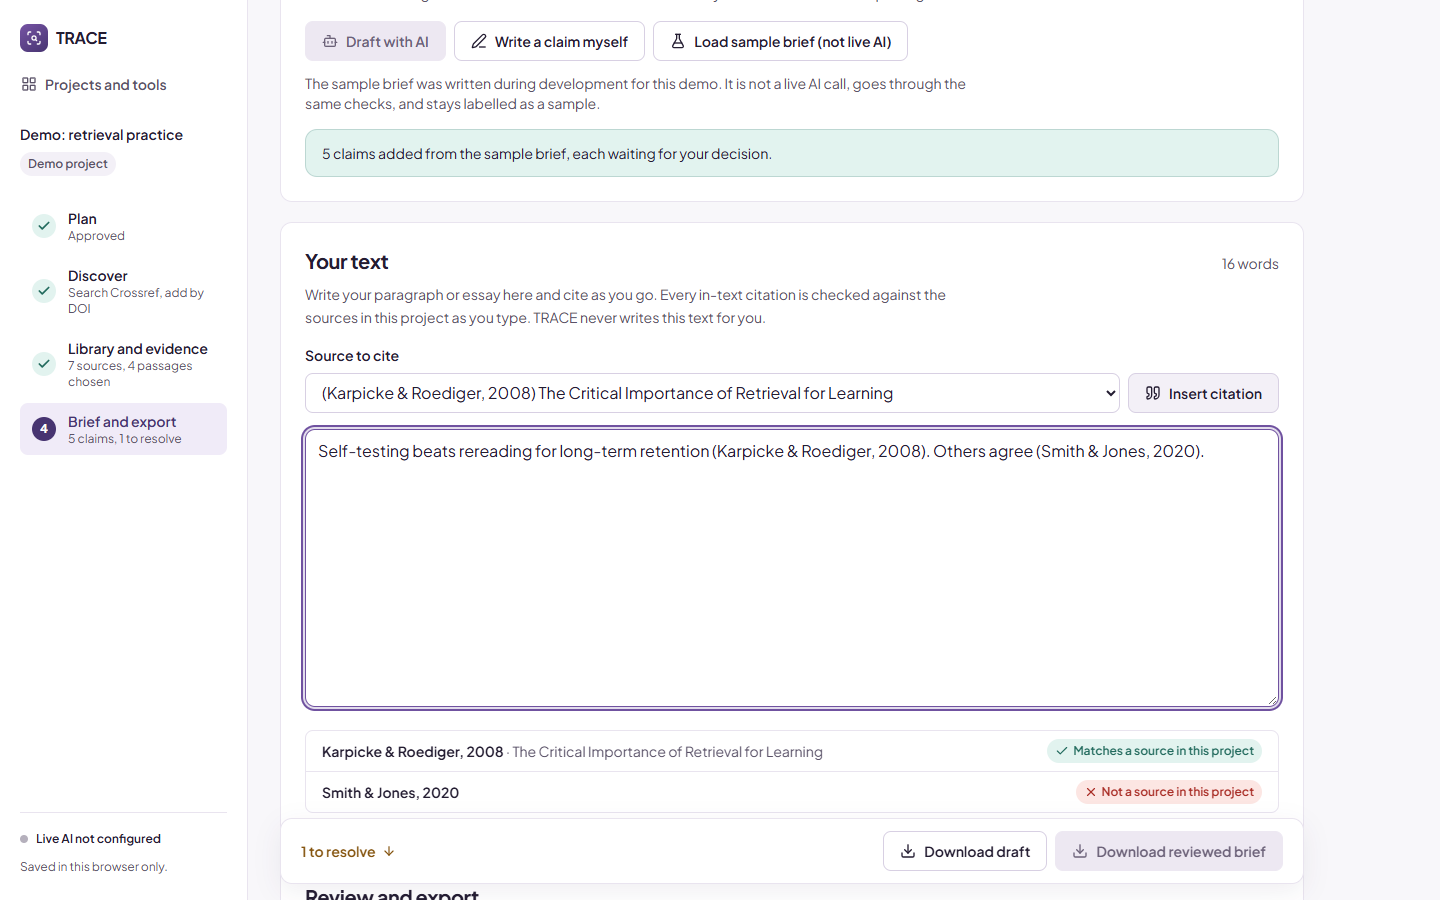 TRACE
Projects and tools
Demo: retrieval practice
Demo project
Plan
Approved
Discover
Search Crossref, add by
DOI
Library and evidence
7 sources, 4 passages
chosen
4
Brief and export
5 claims, 1 to resolve
Live AI not configured
Saved in this browser only.
Draft with AI
Write a claim myself
Load sample brief (not live AI)
The sample brief was written during development for this demo. It is not a live AI call, goes through the
same checks, and stays labelled as a sample.
5 claims added from the sample brief, each waiting for your decision.
Your text
16 words
Write your paragraph or essay here and cite as you go. Every in-text citation is checked against the
sources in this project as you type. TRACE never writes this text for you.
Source to cite
(Karpicke & Roediger, 2008) The Critical Importance of Retrieval for Learning
Insert citation
Self-testing beats rereading for long-term retention (Karpicke & Roediger, 2008). Others agree (Smith & Jones, 2020).
Karpicke & Roediger, 2008 · The Critical Importance of Retrieval for Learning
Matches a source in this project
Smith & Jones, 2020
Not a source in this project
1 to resolve
Download draft
Download reviewed brief
Review and export